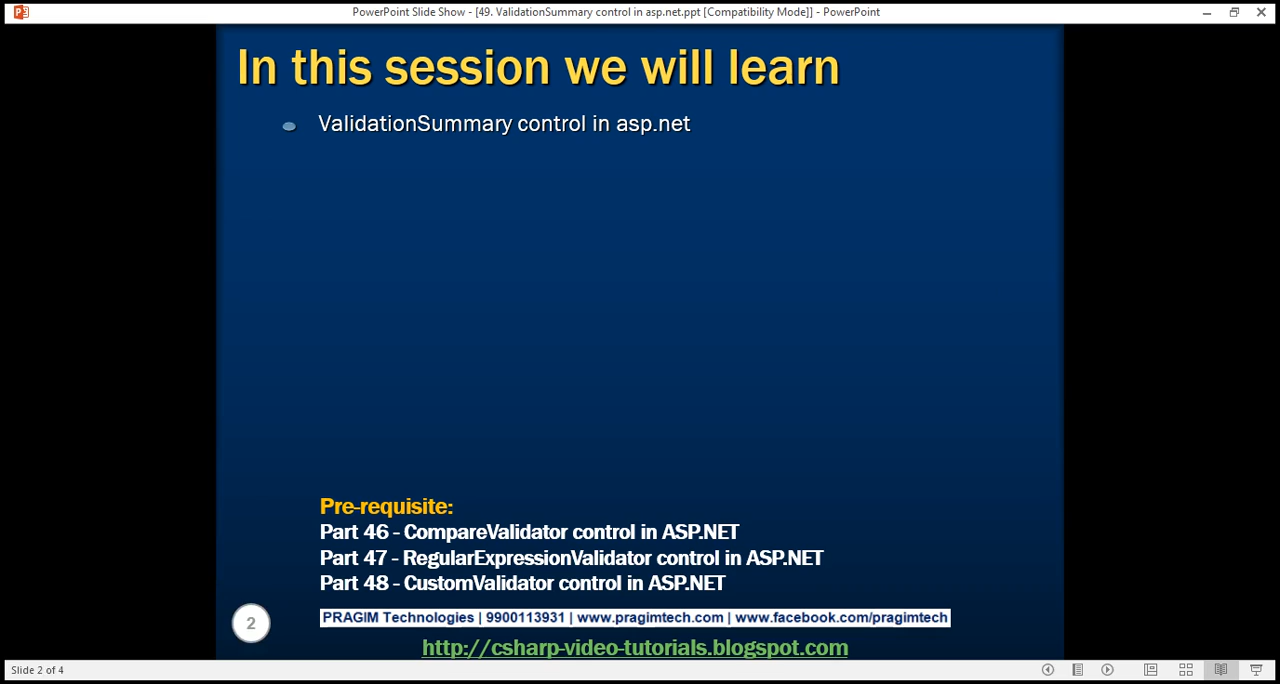 PowerPoint Slide Show - [49. ValidationSummary control in asp.net.ppt [Compatibility Mode]] - PowerPoint
In this session we will learn
ValidationSummary control in asp.net
Pre-requisite:
Part 46 - CompareValidator control in ASP.NET
Part 47 - RegularExpressionValidator control in ASP.NET
Part 48 - CustomValidator control in ASP.NET
2
PRAGIM Technologies | 9900113931 | www.pragimtech.com | www.facebook.com/pragimtech
http://csharp-video-tutorials.blogspot.com
Slide 2 of 4